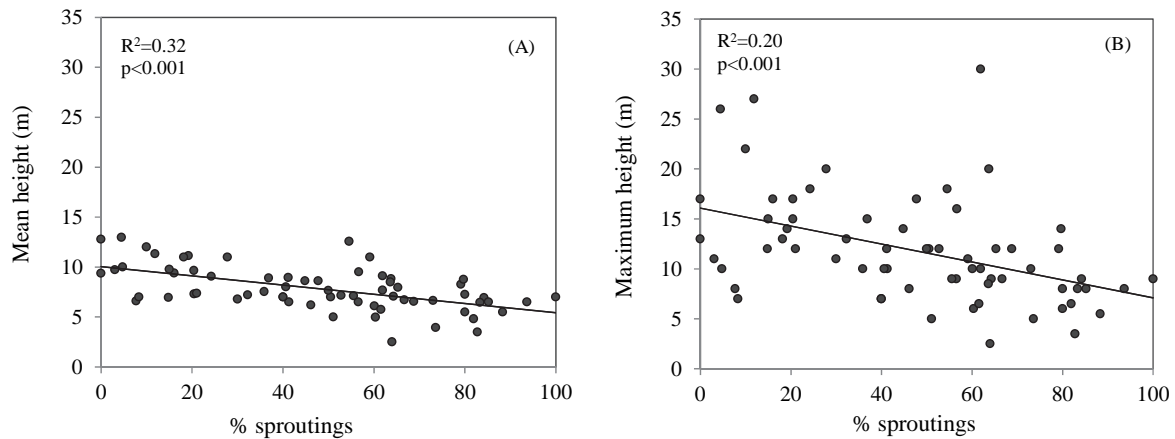 35
30
25
20
15
10
5
0
Mean height (m)
R²=0.32
p<0.001
(A)
0 20 40 60 80 100
% sproutings
35
30
25
20
15
10
5
0
Maximum height (m)
R²=0.20
p<0.001
(B)
0 20 40 60 80 100
% sproutings